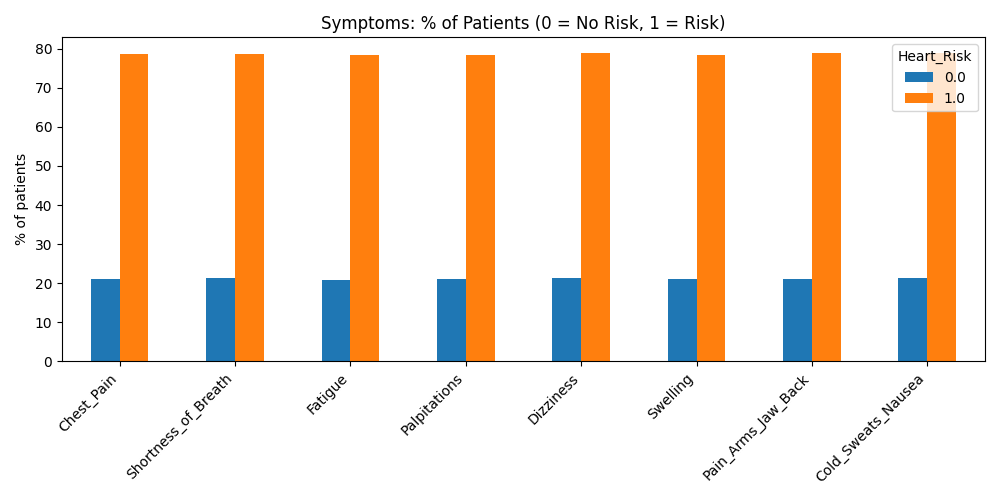 Symptoms: % of Patients (0 = No Risk, 1 = Risk)
% of patients
80
70
60
50
40
30
20
10
0
Heart_Risk
0.0
1.0
Chest_Pain
Shortness_of_Breath
Fatigue
Palpitations
Dizziness
Swelling
Pain_Arms_Jaw_Back
Cold_Sweats_Nausea